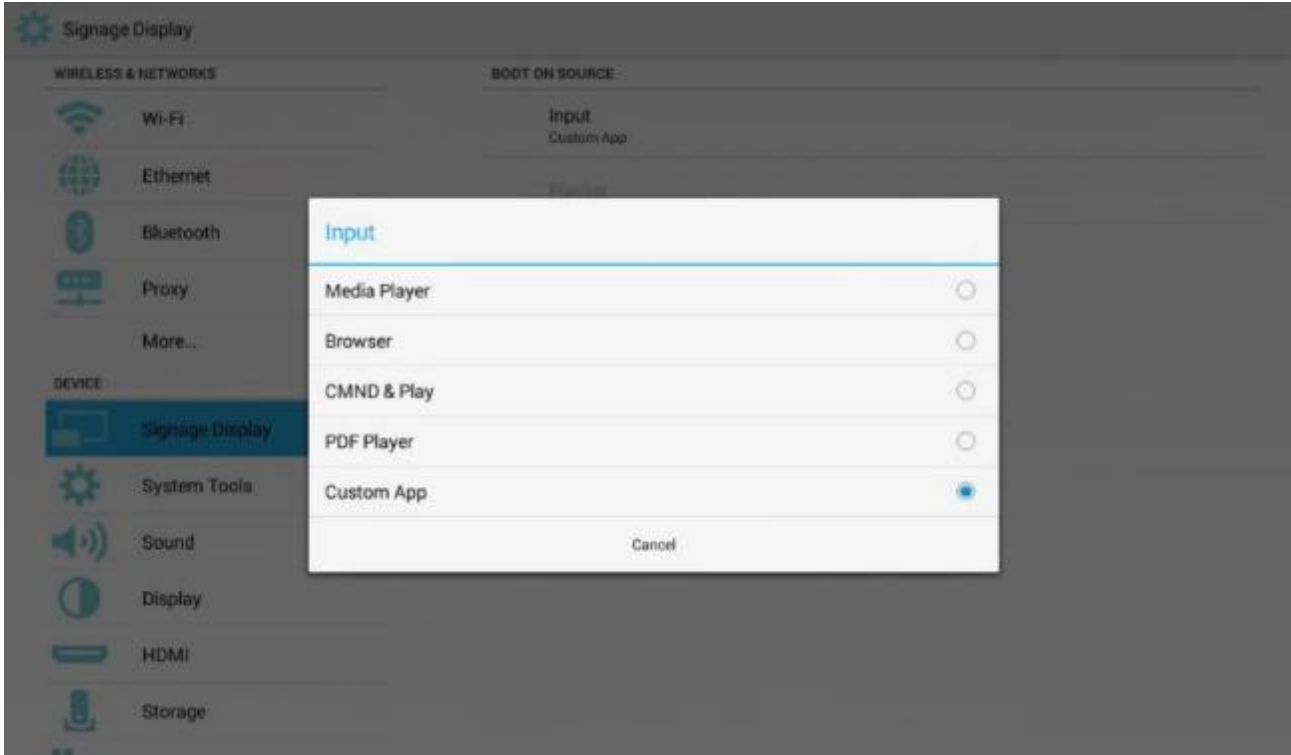 Signage Display
WIRELESS & NETWORKS
Wi-Fi
Ethernet
Bluetooth
Proxy
More...
DEVICE
Signage Display
System Tools
Sound
Display
HDMI
Storage
BOOT ON SOURCE
Input
Custom App
Playlist
Input
Media Player
Browser
CMND & Play
PDF Player
Custom App
Cancel